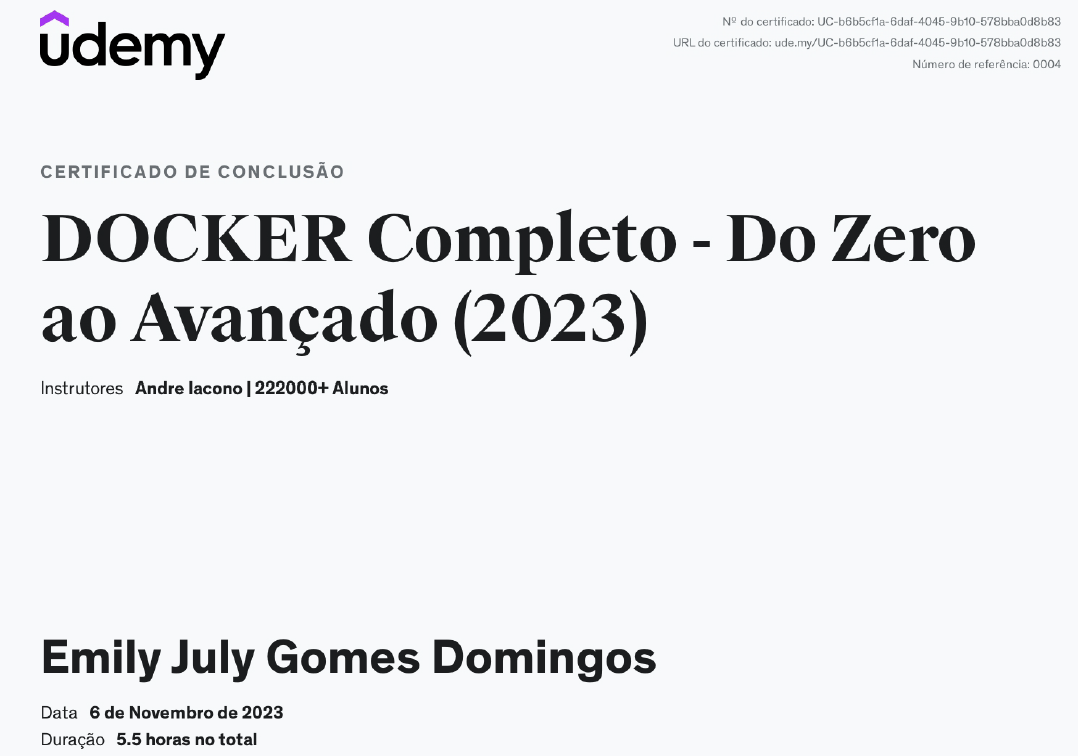 udemy
Nº do certificado: UC-b6b5cf1a-6daf-4045-9b10-578bba0d8b83
URL do certificado: ude.my/UC-b6b5cf1a-6daf-4045-9b10-578bba0d8b83
Número de referência: 0004
CERTIFICADO DE CONCLUSÃO
DOCKER Completo - Do Zero
ao Avançado (2023)
Instrutores Andre Iacono | 222000+ Alunos
Emily July Gomes Domingos
Data 6 de Novembro de 2023
Duração 5.5 horas no total